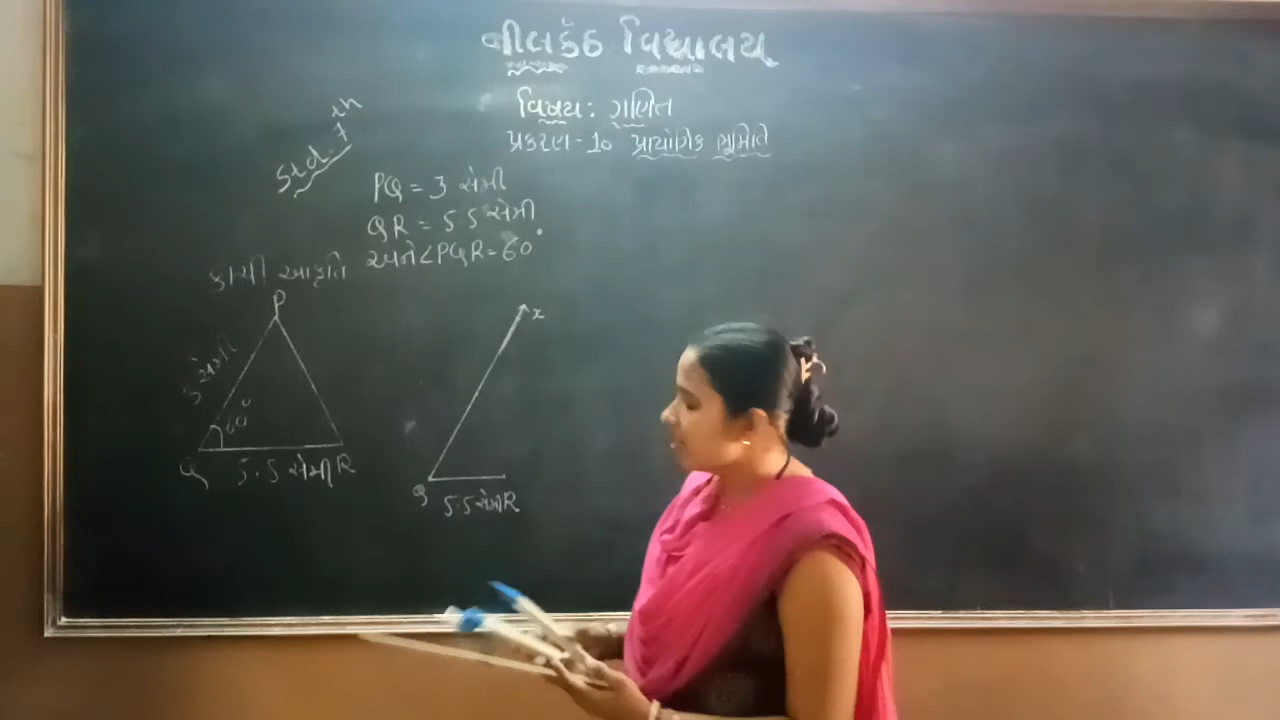 નીલકંઠ વિદ્યાલય
વિષય: ગણિત
પ્રકરણ-10 પ્રાયોગિક ભૂમિતિ
Std. 7th
PQ = 3 સેમી
QR = 5.5 સેમી
અને ∠PQR = 60°
કાચી આકૃતિ
P
સેમી
60°
Q 5.5 સેમી R
x
Q 5.5 સેમી R